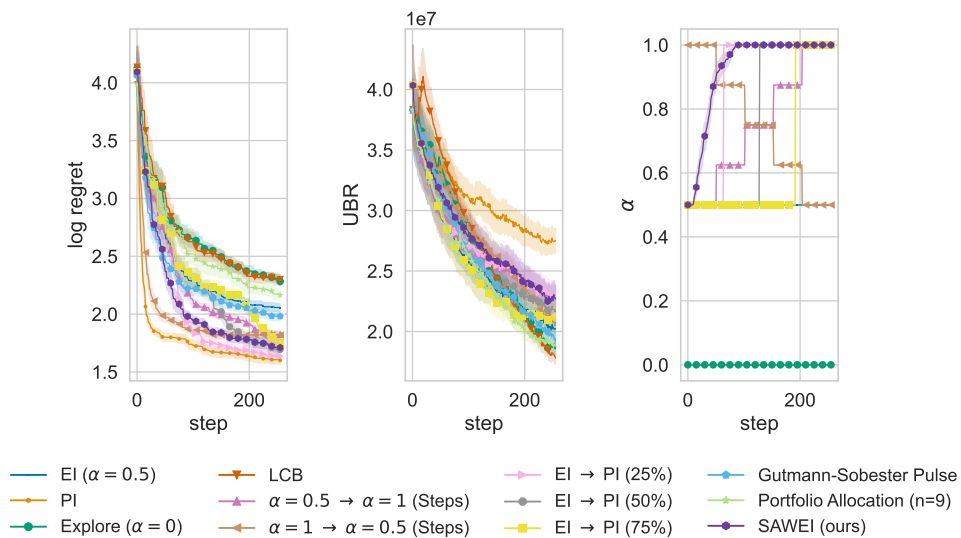 1e7
4.0
3.5
3.0
2.5
2.0
1.5
log regret
0
200
step
4.0
3.5
3.0
2.5
2.0
UBR
0
200
step
1.0
0.8
0.6
0.4
0.2
0.0
α
0
200
step
EI (α = 0.5)
PI
Explore (α = 0)
LCB
α = 0.5 → α = 1 (Steps)
α = 1 → α = 0.5 (Steps)
EI → PI (25%)
EI → PI (50%)
EI → PI (75%)
Gutmann-Sobester Pulse
Portfolio Allocation (n=9)
SAWEI (ours)